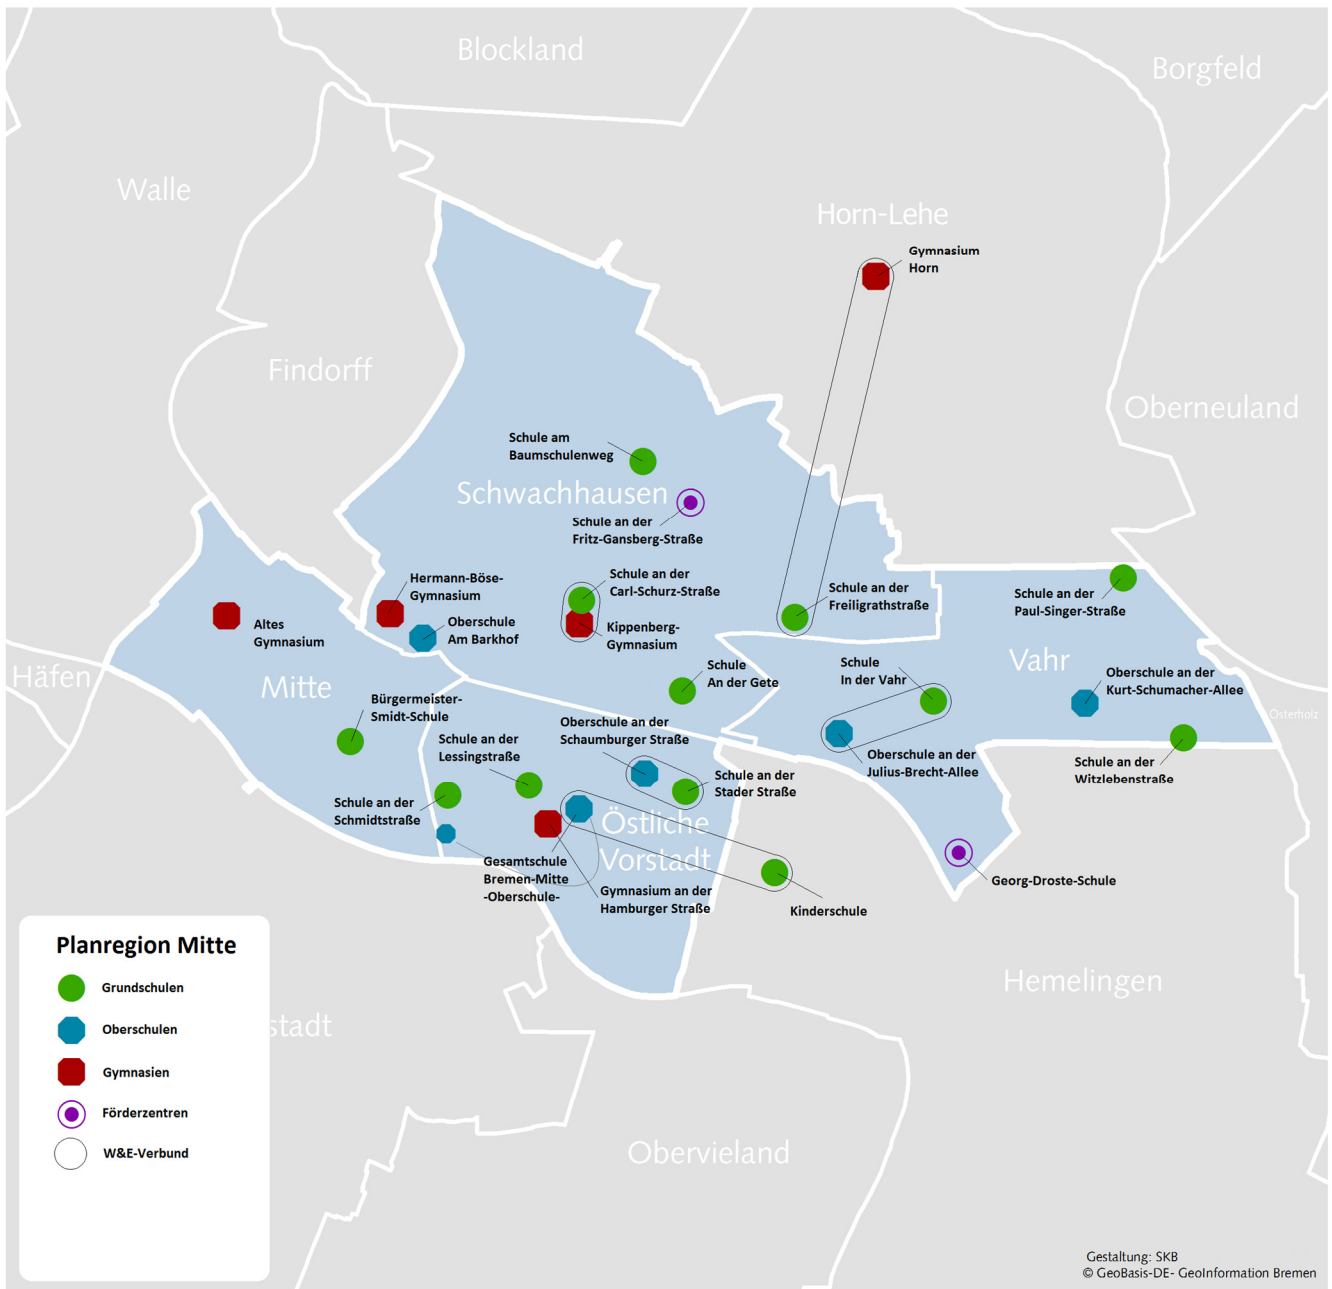 Blockland
Borgfeld
Walle
Horn-Lehe
Gymnasium
Horn
Findorff
Oberneuland
Schule am
Baumschulenweg
Schwachhausen
Schule an der
Fritz-Gansberg-Straße
Hermann-Böse-
Gymnasium
Schule an der
Carl-Schurz-Straße
Schule an der
Freiligrathstraße
Schule an der
Paul-Singer-Straße
Altes
Gymnasium
Oberschule
Am Barkhof
Kippenberg-
Gymnasium
Häfen
Mitte
Vahr
Schule
An der Gete
Schule
In der Vahr
Oberschule an der
Kurt-Schumacher-Allee
Bürgermeister-
Smidt-Schule
Osterholz
Oberschule an der
Schaumburger Straße
Schule an der
Lessingstraße
Oberschule an der
Julius-Brecht-Allee
Schule an der
Witzlebenstraße
Schule an der
Stader Straße
Schule an der
Schmidtstraße
Östliche
Vorstadt
Gesamtschule
Bremen-Mitte
-Oberschule-
Gymnasium an der
Hamburger Straße
Kinderschule
Georg-Droste-Schule
Hemelingen
stadt
Obervieland
Planregion Mitte
Grundschulen
Oberschulen
Gymnasien
Förderzentren
W&E-Verbund
Gestaltung: SKB
© GeoBasis-DE- GeoInformation Bremen